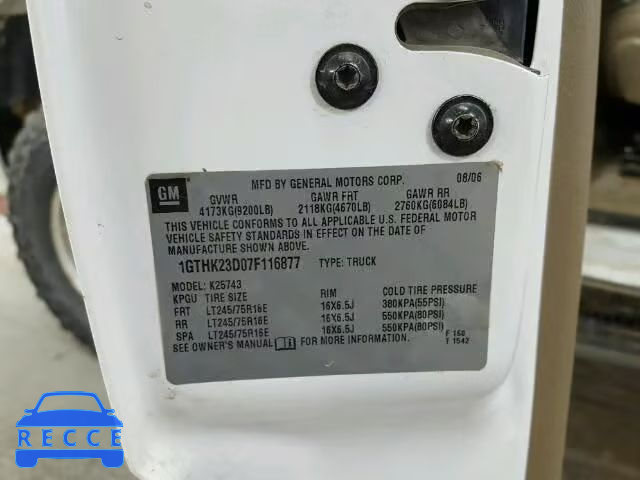 GM
MFD BY GENERAL MOTORS CORP. 08/06
GVWR GAWR FRT GAWR RR
4173KG(9200LB) 2118KG(4670LB) 2760KG(6084LB)
THIS VEHICLE CONFORMS TO ALL APPLICABLE U.S. FEDERAL MOTOR
VEHICLE SAFETY STANDARDS IN EFFECT ON THE DATE OF
MANUFACTURE SHOWN ABOVE.
1GTHK23D07F116877 TYPE: TRUCK
MODEL: K25743
KPGU TIRE SIZE RIM COLD TIRE PRESSURE
FRT LT245/75R16E 16X6.5J 380KPA(55PSI)
RR LT245/75R16E 16X6.5J 550KPA(80PSI)
SPA LT245/75R16E 16X6.5J 550KPA(80PSI)
SEE OWNER'S MANUAL FOR MORE INFORMATION. F 160
T 1542
RECCE